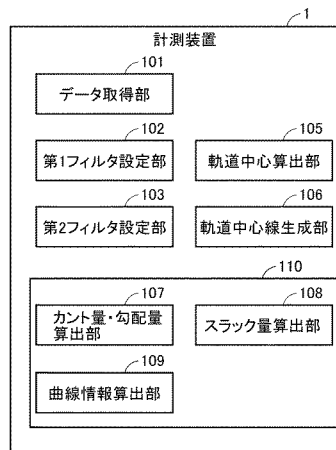 1
計測装置
101
データ取得部
102
第1フィルタ設定部
105
軌道中心算出部
103
第2フィルタ設定部
106
軌道中心線生成部
110
107
カント量・勾配量
算出部
108
スラック量算出部
109
曲線情報算出部